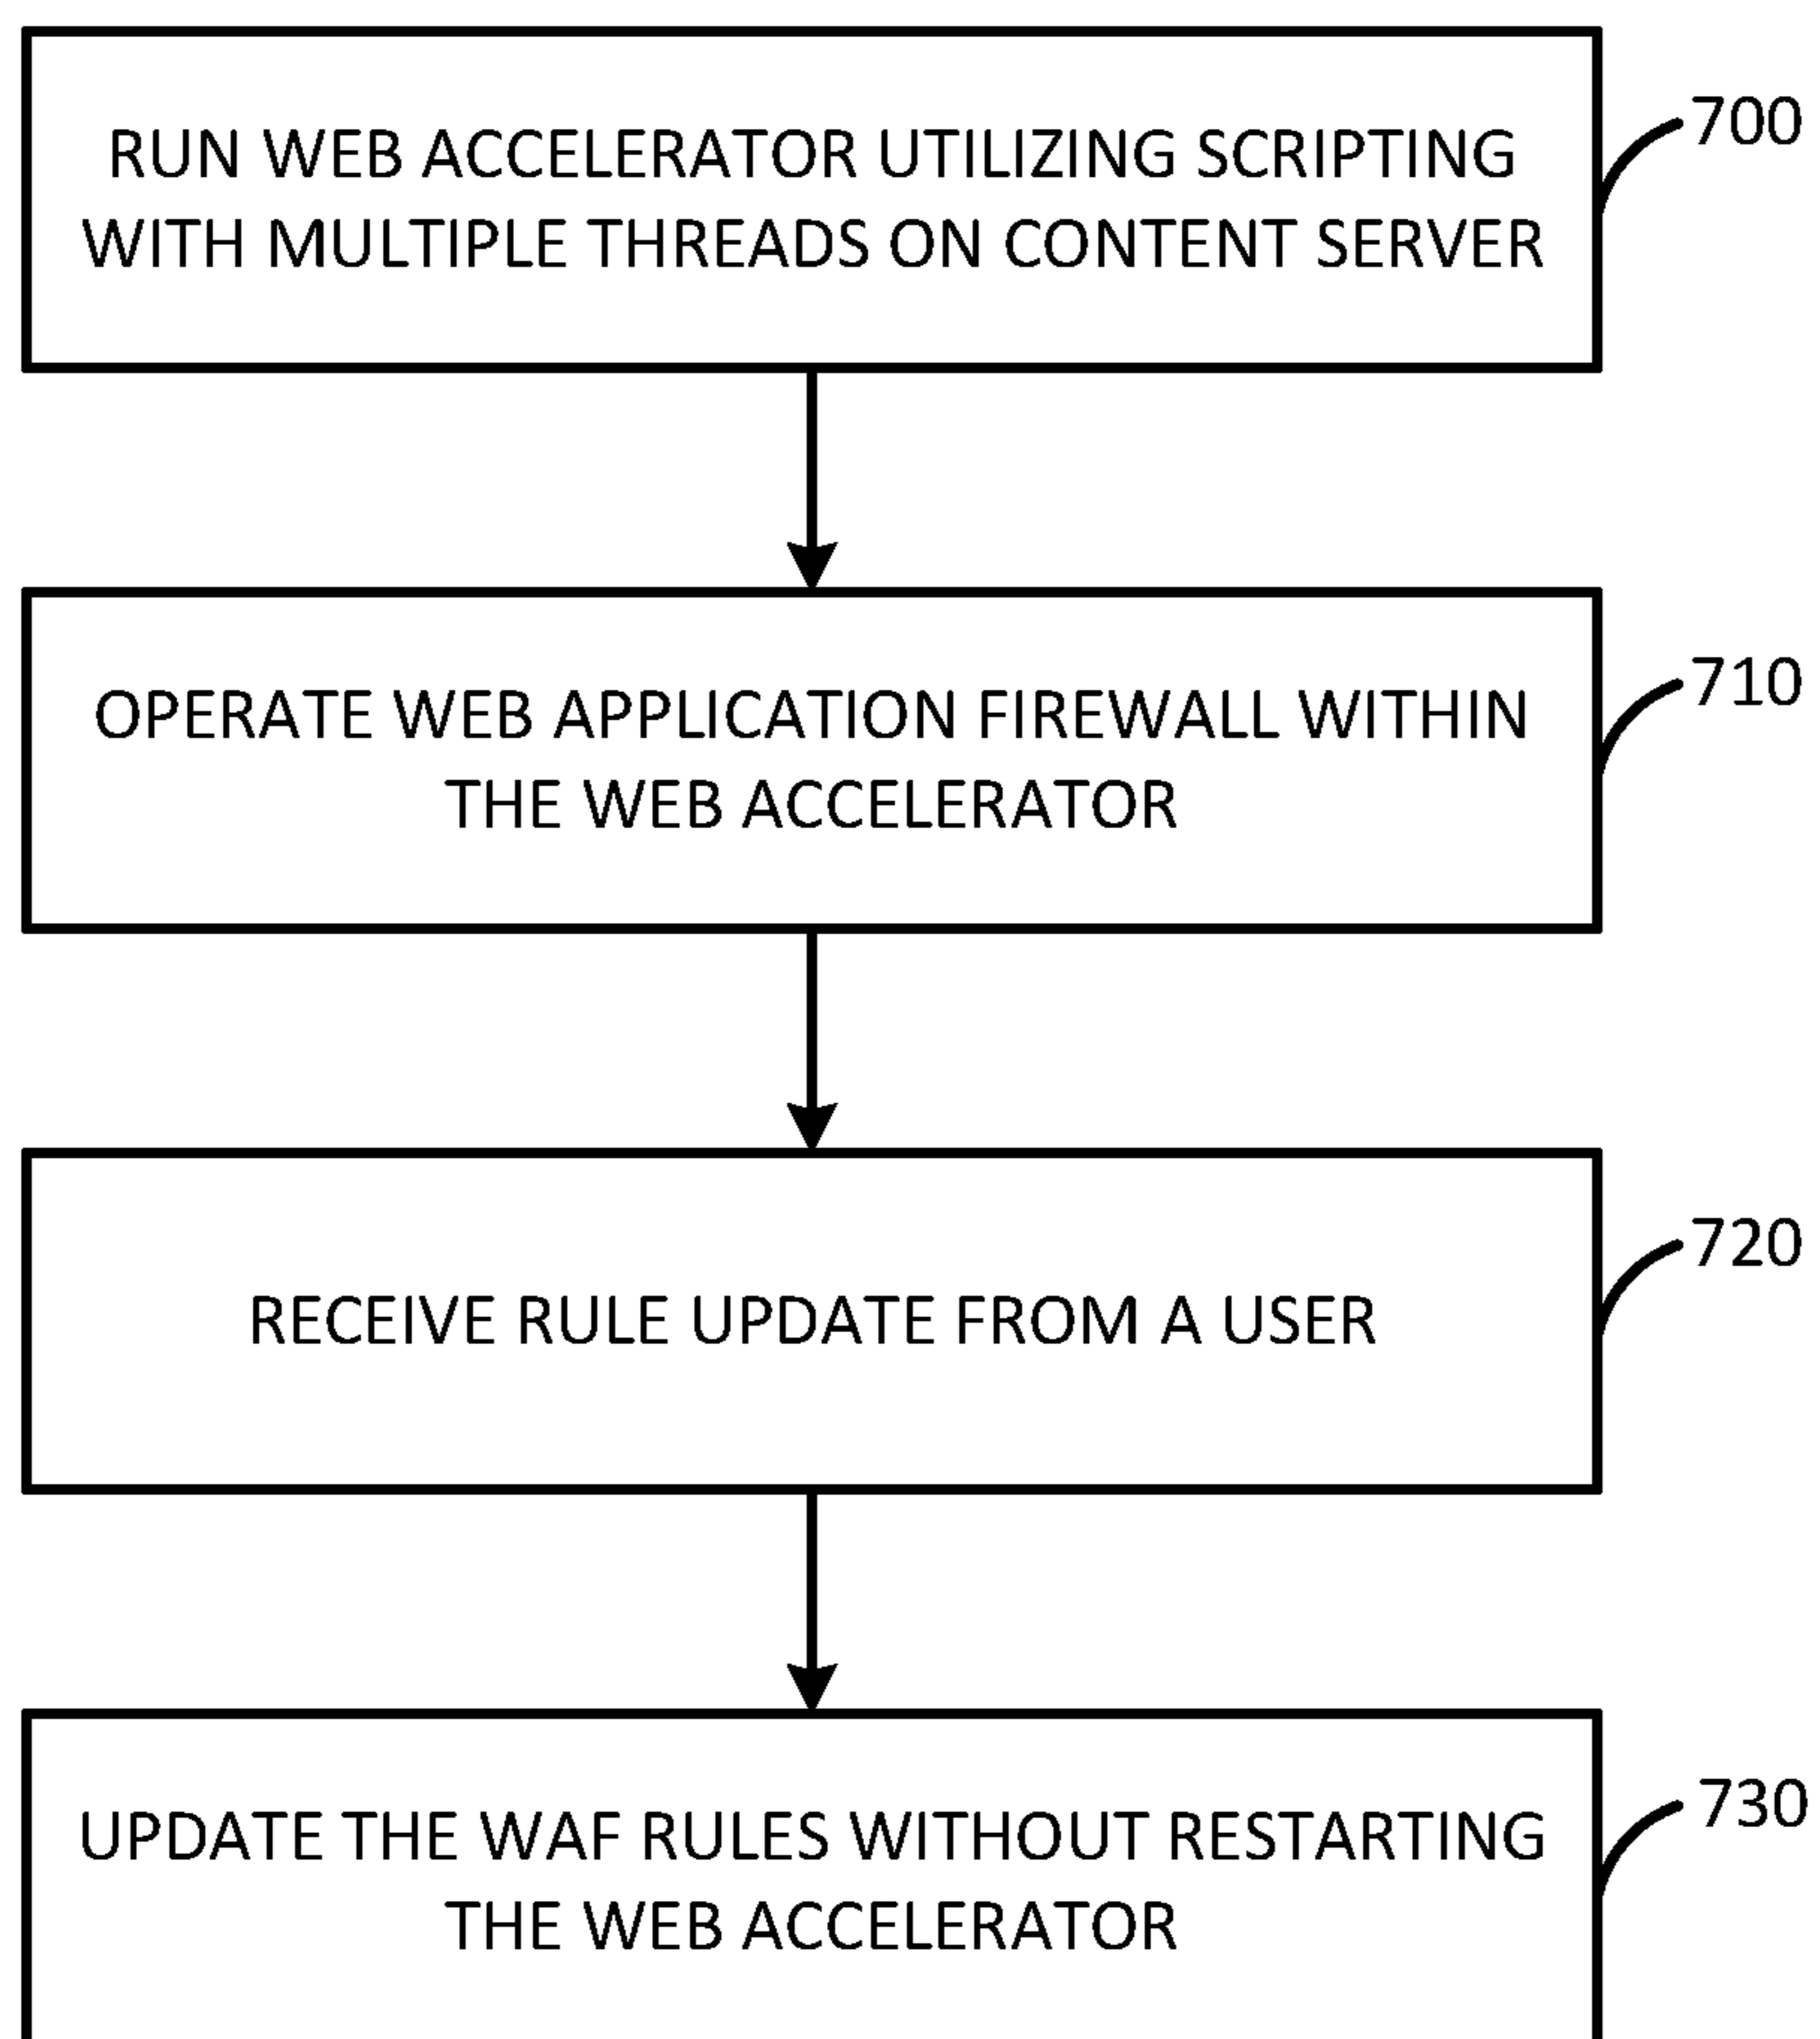 RUN WEB ACCELERATOR UTILIZING SCRIPTING
WITH MULTIPLE THREADS ON CONTENT SERVER
700
OPERATE WEB APPLICATION FIREWALL WITHIN
THE WEB ACCELERATOR
710
RECEIVE RULE UPDATE FROM A USER
720
UPDATE THE WAF RULES WITHOUT RESTARTING
THE WEB ACCELERATOR
730